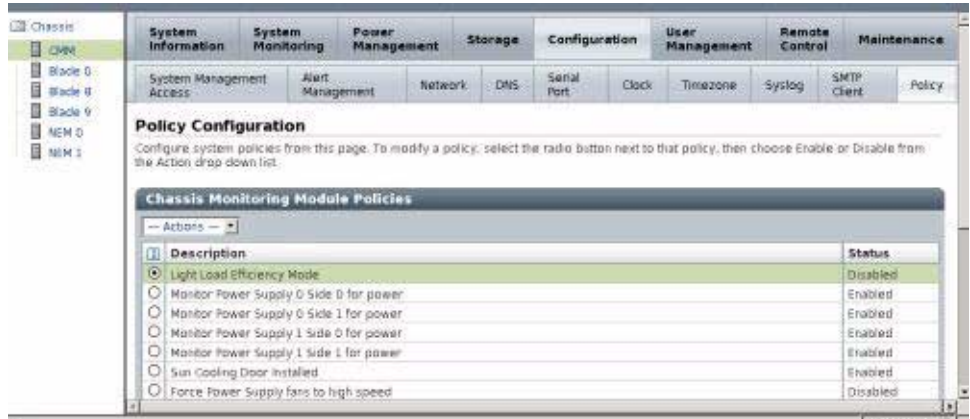 Chassis
CMM
Blade 0
Blade 8
Blade 9
NEM 0
NEM 1
System Information
System Monitoring
Power Management
Storage
Configuration
User Management
Remote Control
Maintenance
System Management Access
Alert Management
Network
DNS
Serial Port
Clock
Timezone
Syslog
SMTP Client
Policy
Policy Configuration
Configure system policies from this page. To modify a policy, select the radio button next to that policy, then choose Enable or Disable from
the Action drop down list.
Chassis Monitoring Module Policies
— Actions —
Description Status
Light Load Efficiency Mode Disabled
Monitor Power Supply 0 Side 0 for power Enabled
Monitor Power Supply 0 Side 1 for power Enabled
Monitor Power Supply 1 Side 0 for power Enabled
Monitor Power Supply 1 Side 1 for power Enabled
Sun Cooling Door Installed Enabled
Force Power Supply fans to high speed Disabled